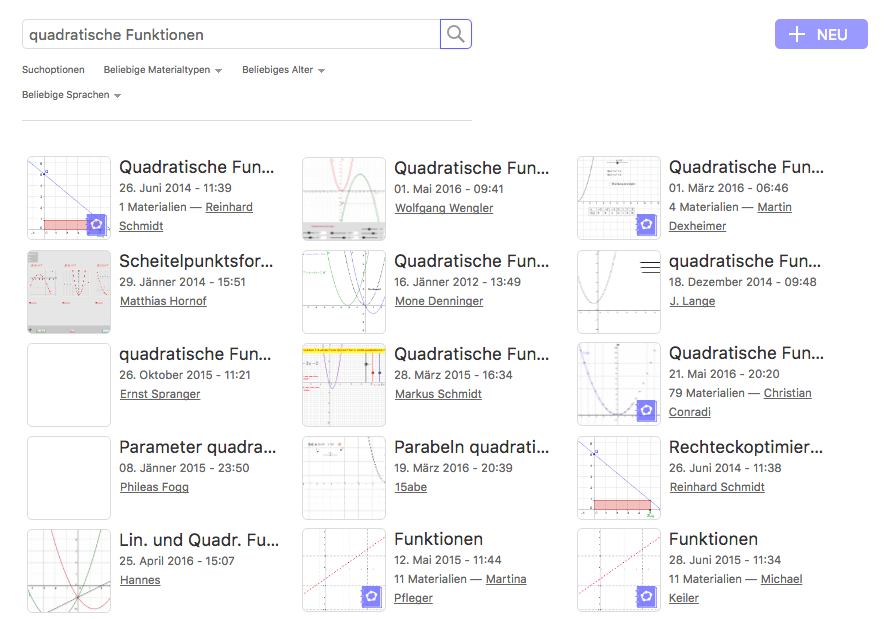 quadratische Funktionen
NEU
Suchoptionen
Beliebige Materialtypen
Beliebiges Alter
Beliebige Sprachen
Quadratische Fun...
26. Juni 2014 - 11:39
1 Materialien — Reinhard
Schmidt
Quadratische Fun...
01. Mai 2016 - 09:41
Wolfgang Wengler
Quadratische Fun...
01. März 2016 - 06:46
4 Materialien — Martin
Dexheimer
Scheitelpunktsfor...
29. Jänner 2014 - 15:51
Matthias Hornof
Quadratische Fun...
16. Jänner 2012 - 13:49
Mone Denninger
quadratische Fun...
18. Dezember 2014 - 09:48
J. Lange
quadratische Fun...
26. Oktober 2015 - 11:21
Ernst Spranger
Quadratische Fun...
28. März 2015 - 16:34
Markus Schmidt
Quadratische Fun...
21. Mai 2016 - 20:20
79 Materialien — Christian
Conradi
Parameter quadra...
08. Jänner 2015 - 23:50
Phileas Fogg
Parabeln quadrati...
19. März 2016 - 20:39
15abe
Rechteckoptimier...
26. Juni 2014 - 11:38
Reinhard Schmidt
Lin. und Quadr. Fu...
25. April 2016 - 15:07
Hannes
Funktionen
12. Mai 2015 - 11:44
11 Materialien — Martina
Pfleger
Funktionen
28. Juni 2015 - 11:34
11 Materialien — Michael
Keiler